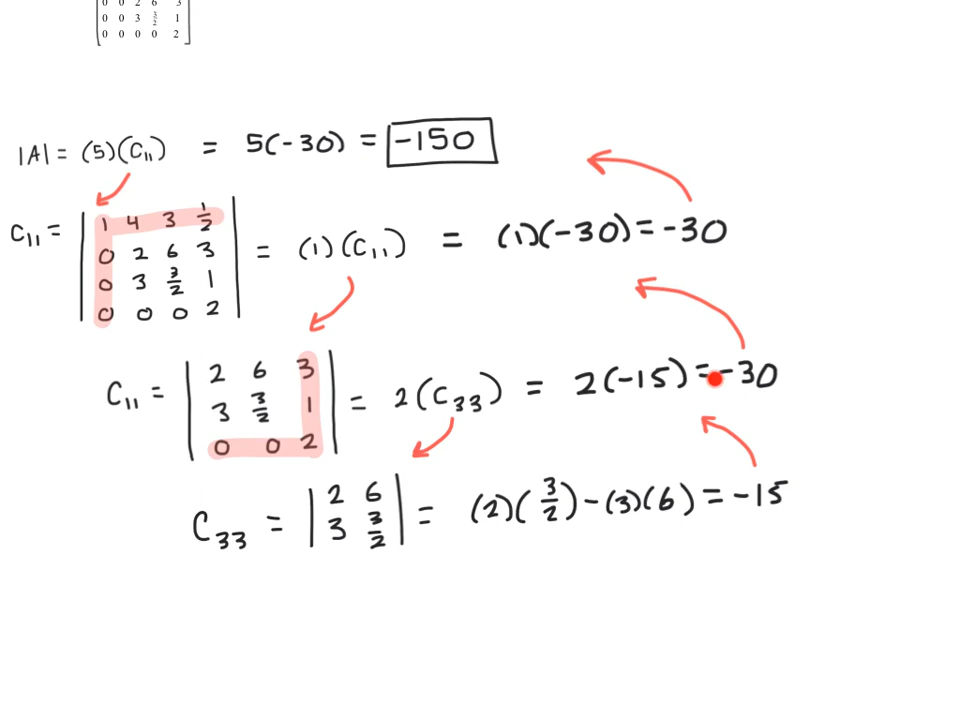 0 0 2 6 3
0 0 3 3/2 1
0 0 0 0 2
|A| = (5)(C₁₁) = 5(-30) = -150
C₁₁ = | 1 4 3 1/2 | = (1)(C₁₁) = (1)(-30) = -30
0 2 6 3
0 3 3/2 1
0 0 0 2
C₁₁ = | 2 6 3 | = 2(C₃₃) = 2(-15) = -30
3 3/2 1
0 0 2
C₃₃ = | 2 6 | = (2)(3/2) - (3)(6) = -15
3 3/2